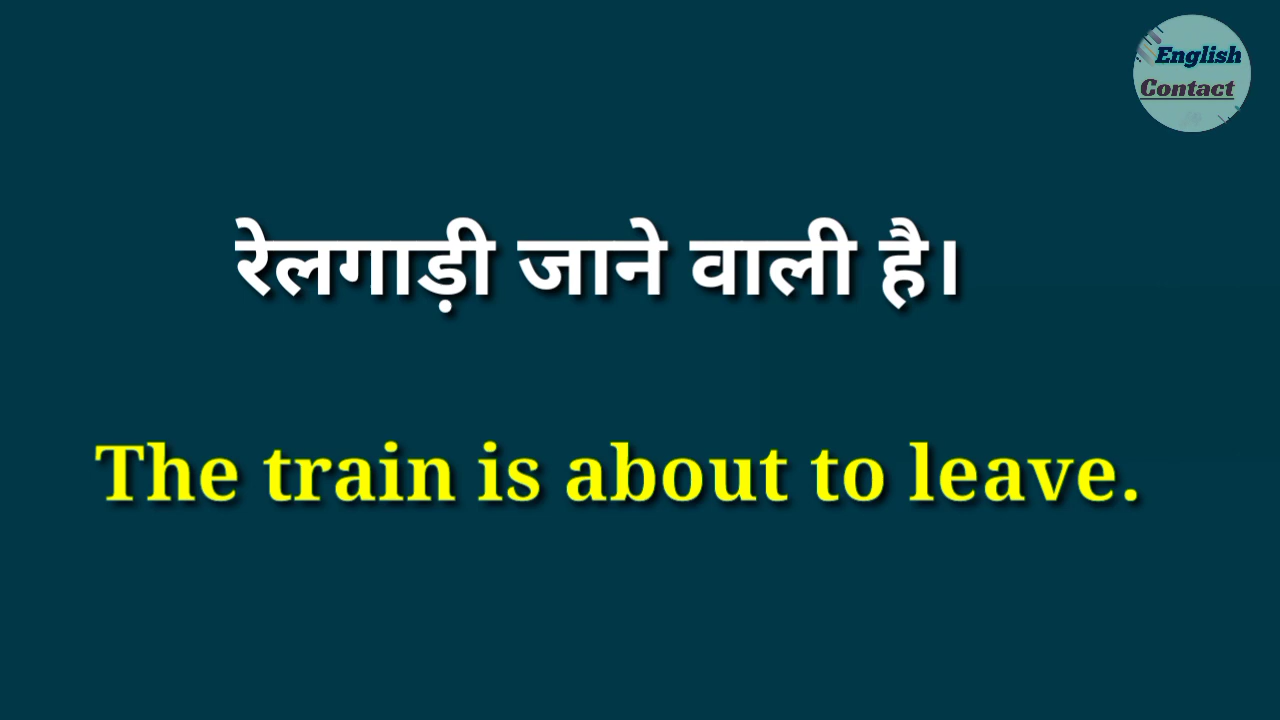 English
Contact
रेलगाड़ी जाने वाली है।
The train is about to leave.